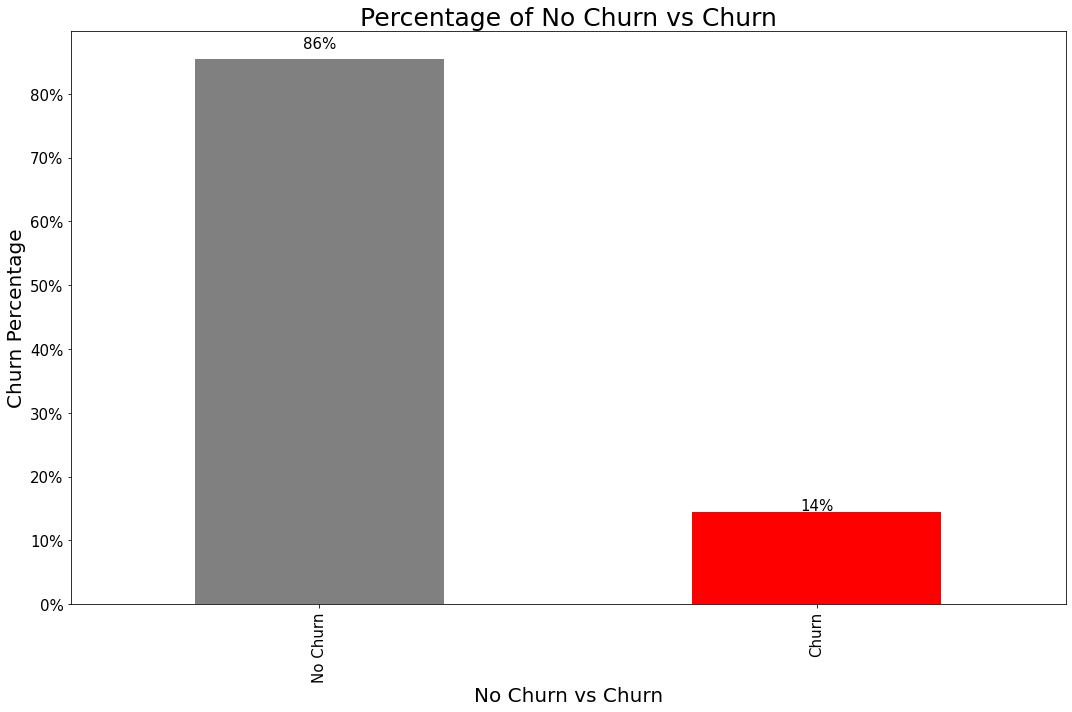 Percentage of No Churn vs Churn
86%
80%
70%
60%
50%
40%
30%
20%
14%
10%
0%
Churn Percentage
No Churn
Churn
No Churn vs Churn